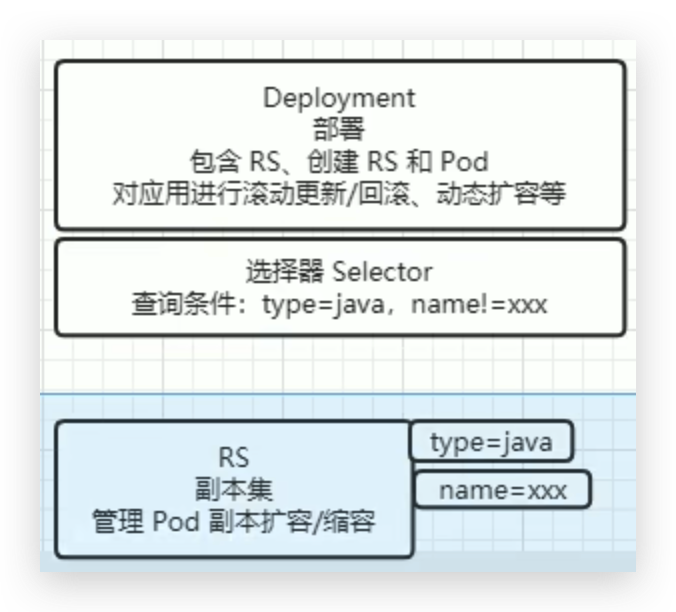 Deployment
部署
包含 RS、创建 RS 和 Pod
对应用进行滚动更新/回滚、动态扩容等
选择器 Selector
查询条件：type=java，name!=xxx
RS
副本集
管理 Pod 副本扩容/缩容
type=java
name=xxx